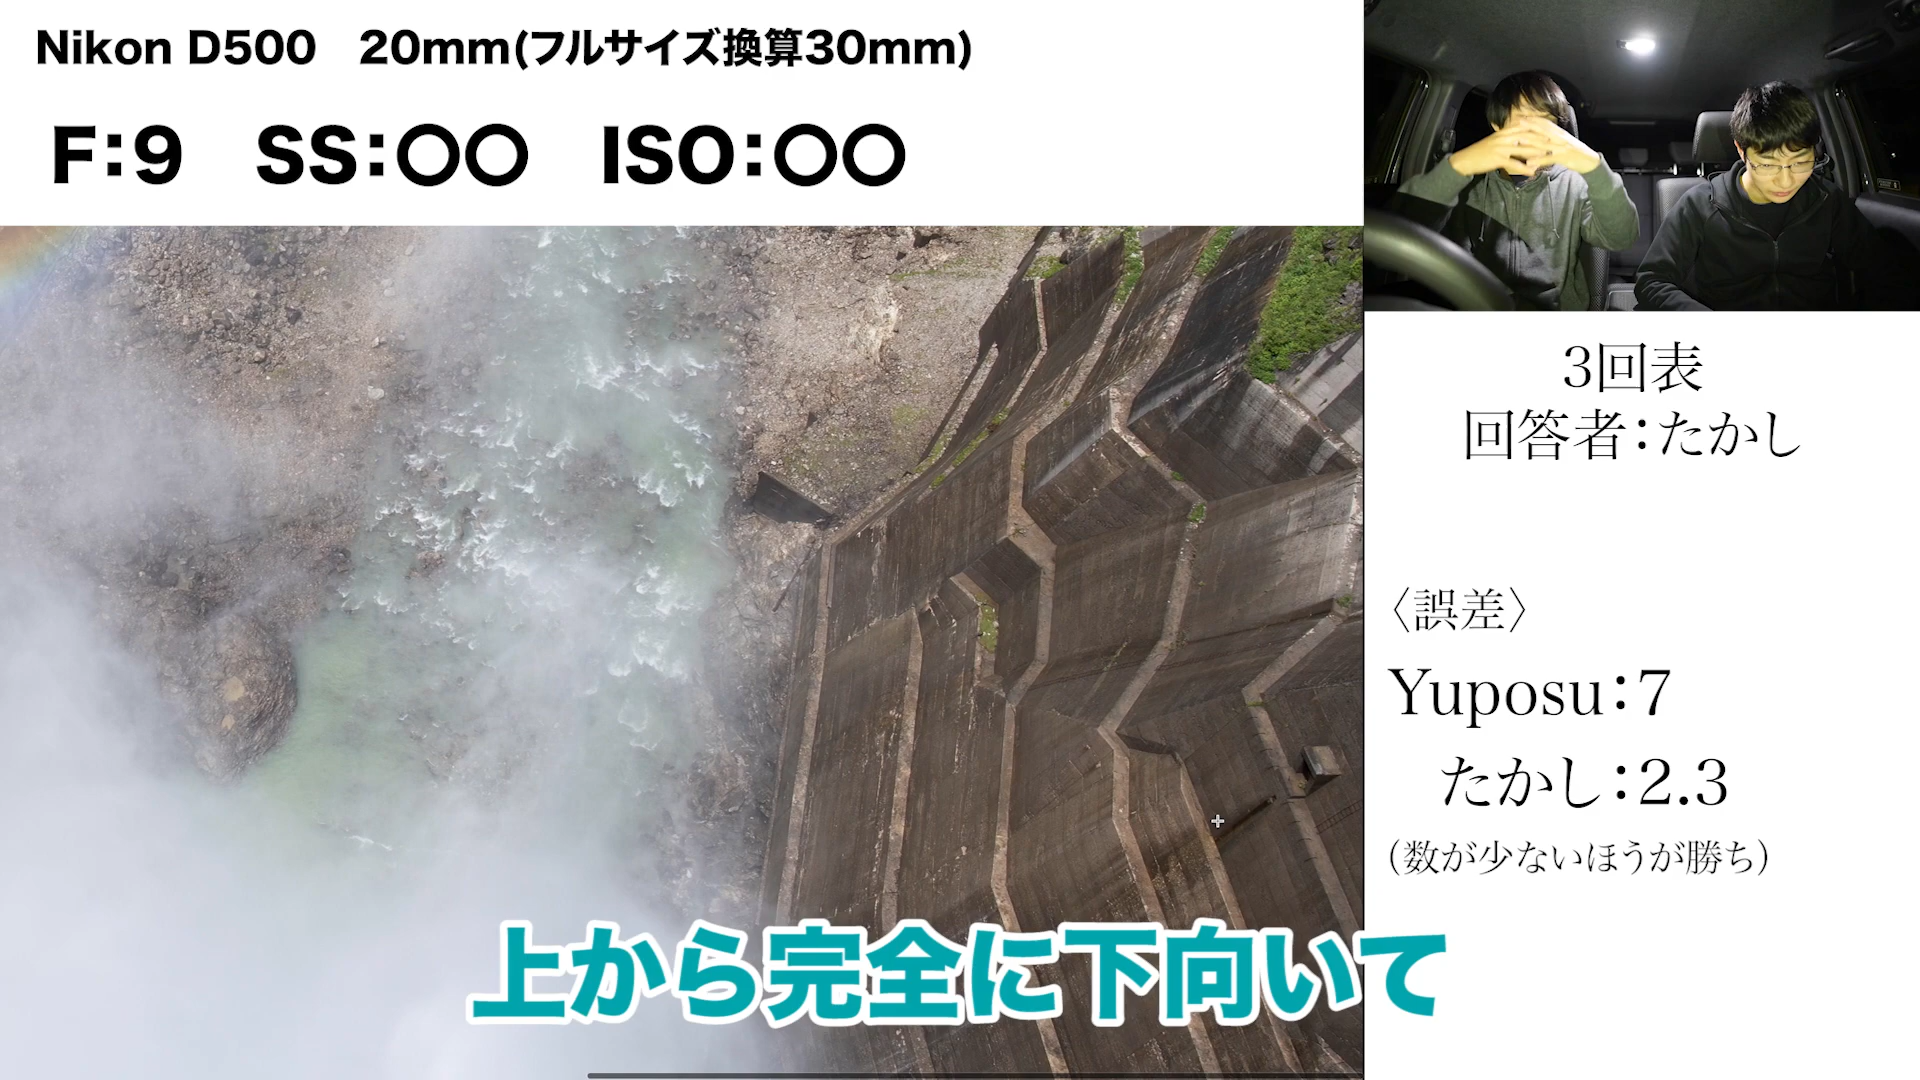 Nikon D500　20mm(フルサイズ換算30mm)
F:9　SS:〇〇　ISO:〇〇
3回表
回答者:たかし
〈誤差〉
Yuposu:7
たかし:2.3
(数が少ないほうが勝ち)
上から完全に下向いて